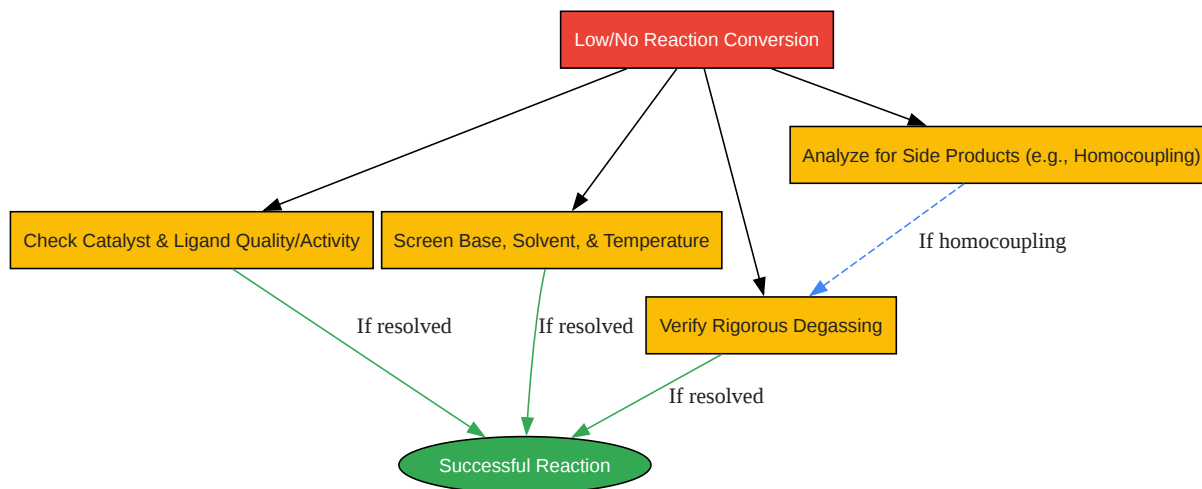 Low/No Reaction Conversion
Analyze for Side Products (e.g., Homocoupling)
Check Catalyst & Ligand Quality/Activity
Screen Base, Solvent, & Temperature
If homocoupling
If resolved
If resolved
Verify Rigorous Degassing
If resolved
Successful Reaction